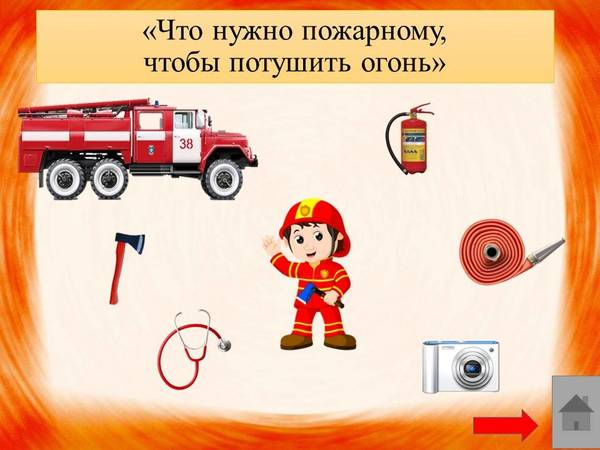 «Что нужно пожарному,
чтобы потушить огонь»
38